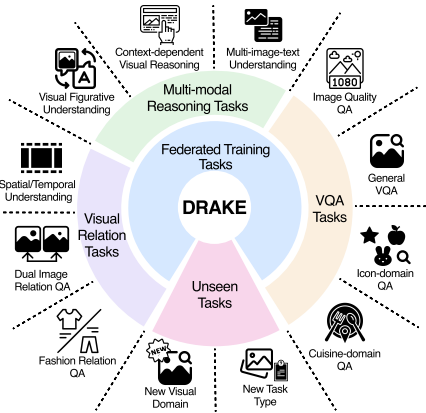 Context-dependent
Visual Reasoning
Multi-image-text
Understanding
Visual Figurative
Understanding
A
Multi-modal
Reasoning Tasks
1080
Image Quality
QA
Federated Training
Tasks
Spatial/Temporal
Understanding
General
VQA
DRAKE
Visual
Relation
Tasks
VQA
Tasks
Dual Image
Relation QA
Icon-domain
QA
Unseen
Tasks
Fashion Relation
QA
NEW
New Visual
Domain
New Task
Type
Cuisine-domain
QA